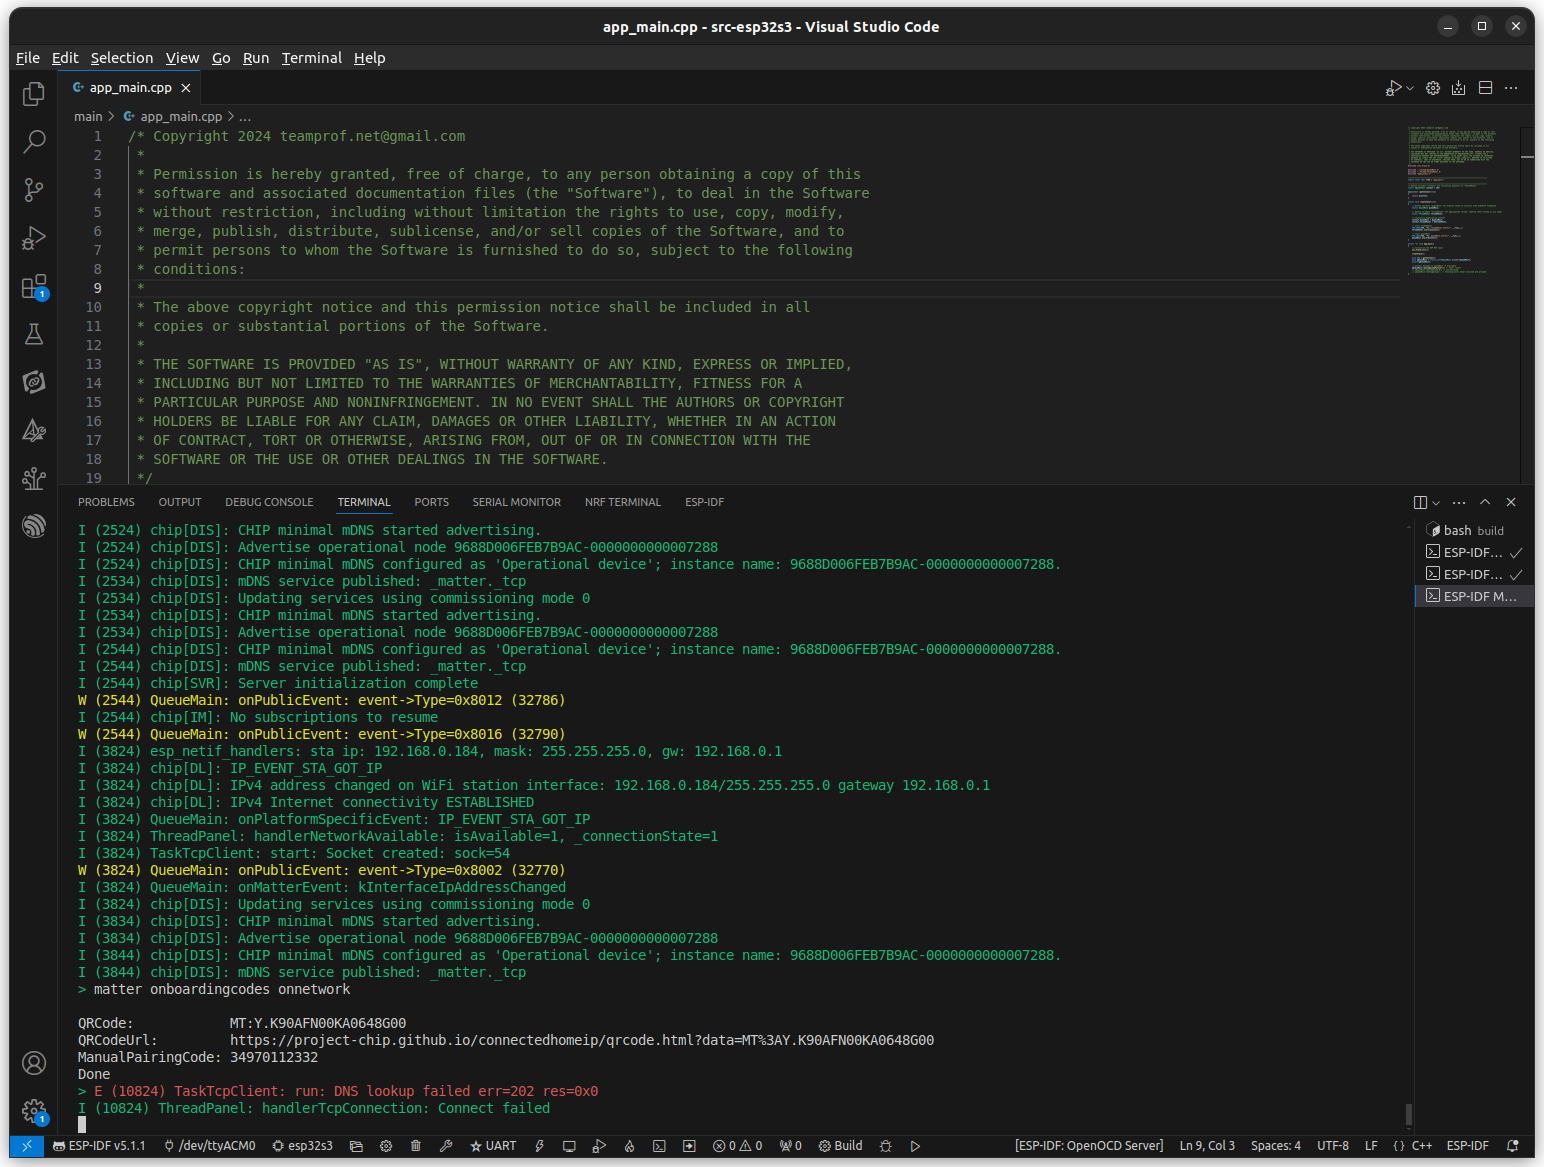 app_main.cpp - src-esp32s3 - Visual Studio Code
File Edit Selection View Go Run Terminal Help
app_main.cpp
main > app_main.cpp > ...
1 /* Copyright 2024 teamprof.net@gmail.com
2 *
3 * Permission is hereby granted, free of charge, to any person obtaining a copy of this
4 * software and associated documentation files (the "Software"), to deal in the Software
5 * without restriction, including without limitation the rights to use, copy, modify,
6 * merge, publish, distribute, sublicense, and/or sell copies of the Software, and to
7 * permit persons to whom the Software is furnished to do so, subject to the following
8 * conditions:
9 *
10 * The above copyright notice and this permission notice shall be included in all
11 * copies or substantial portions of the Software.
12 *
13 * THE SOFTWARE IS PROVIDED "AS IS", WITHOUT WARRANTY OF ANY KIND, EXPRESS OR IMPLIED,
14 * INCLUDING BUT NOT LIMITED TO THE WARRANTIES OF MERCHANTABILITY, FITNESS FOR A
15 * PARTICULAR PURPOSE AND NONINFRINGEMENT. IN NO EVENT SHALL THE AUTHORS OR COPYRIGHT
16 * HOLDERS BE LIABLE FOR ANY CLAIM, DAMAGES OR OTHER LIABILITY, WHETHER IN AN ACTION
17 * OF CONTRACT, TORT OR OTHERWISE, ARISING FROM, OUT OF OR IN CONNECTION WITH THE
18 * SOFTWARE OR THE USE OR OTHER DEALINGS IN THE SOFTWARE.
19 */
1
PROBLEMS OUTPUT DEBUG CONSOLE TERMINAL PORTS SERIAL MONITOR NRF TERMINAL ESP-IDF
I (2524) chip[DIS]: CHIP minimal mDNS started advertising.
I (2524) chip[DIS]: Advertise operational node 9688D006FEB7B9AC-0000000000007288
I (2524) chip[DIS]: CHIP minimal mDNS configured as 'Operational device'; instance name: 9688D006FEB7B9AC-0000000000007288.
I (2534) chip[DIS]: mDNS service published: _matter._tcp
I (2534) chip[DIS]: Updating services using commissioning mode 0
I (2534) chip[DIS]: CHIP minimal mDNS started advertising.
I (2534) chip[DIS]: Advertise operational node 9688D006FEB7B9AC-0000000000007288
I (2544) chip[DIS]: CHIP minimal mDNS configured as 'Operational device'; instance name: 9688D006FEB7B9AC-0000000000007288.
I (2544) chip[DIS]: mDNS service published: _matter._tcp
I (2544) chip[SVR]: Server initialization complete
W (2544) QueueMain: onPublicEvent: event->Type=0x8012 (32786)
I (2544) chip[IM]: No subscriptions to resume
W (2544) QueueMain: onPublicEvent: event->Type=0x8016 (32790)
I (3824) esp_netif_handlers: sta ip: 192.168.0.184, mask: 255.255.255.0, gw: 192.168.0.1
I (3824) chip[DL]: IP_EVENT_STA_GOT_IP
I (3824) chip[DL]: IPv4 address changed on WiFi station interface: 192.168.0.184/255.255.255.0 gateway 192.168.0.1
I (3824) chip[DL]: IPv4 Internet connectivity ESTABLISHED
I (3824) QueueMain: onPlatformSpecificEvent: IP_EVENT_STA_GOT_IP
I (3824) ThreadPanel: handlerNetworkAvailable: isAvailable=1, _connectionState=1
I (3824) TaskTcpClient: start: Socket created: sock=54
W (3824) QueueMain: onPublicEvent: event->Type=0x8002 (32770)
I (3824) QueueMain: onMatterEvent: kInterfaceIpAddressChanged
I (3824) chip[DIS]: Updating services using commissioning mode 0
I (3834) chip[DIS]: CHIP minimal mDNS started advertising.
I (3834) chip[DIS]: Advertise operational node 9688D006FEB7B9AC-0000000000007288
I (3844) chip[DIS]: CHIP minimal mDNS configured as 'Operational device'; instance name: 9688D006FEB7B9AC-0000000000007288.
I (3844) chip[DIS]: mDNS service published: _matter._tcp
> matter onboardingcodes onnetwork
QRCode: MT:Y.K90AFN00KA0648G00
QRCodeUrl: https://project-chip.github.io/connectedhomeip/qrcode.html?data=MT%3AY.K90AFN00KA0648G00
ManualPairingCode: 34970112332
Done
> E (10824) TaskTcpClient: run: DNS lookup failed err=202 res=0x0
I (10824) ThreadPanel: handlerTcpConnection: Connect failed
bash build
ESP-IDF...
ESP-IDF...
ESP-IDF M...
1
ESP-IDF v5.1.1 /dev/ttyACM0 esp32s3 UART 0 0 0 Build [ESP-IDF: OpenOCD Server] Ln 9, Col 3 Spaces: 4 UTF-8 LF {} C++ ESP-IDF